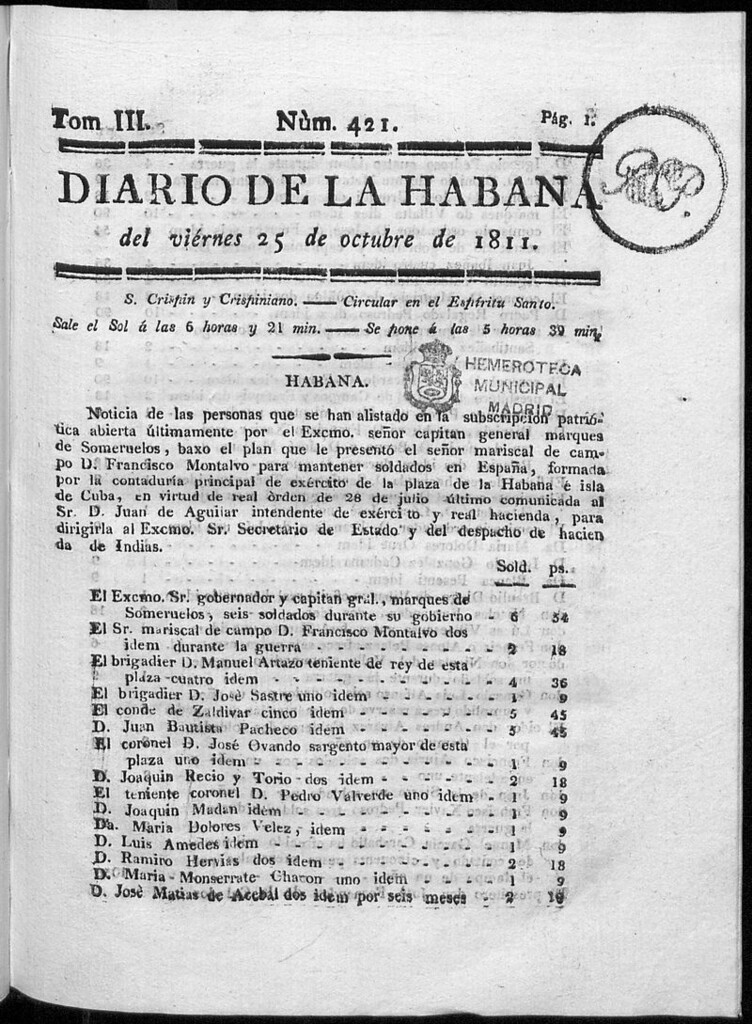 Tom III. Nùm. 421. Pág. 1.
DIARIO DE LA HABANA
del viérnes 25 de octubre de 1811.
S. Crispin y Crispiniano. —— Circular en el Espíritu Santo.
Sale el Sol á las 6 horas y 21 min. —— Se pone á las 5 horas 39 min.
HABANA.
HEMEROTECA
MUNICIPAL
MADRID
Noticia de las personas que se han alistado en la subscripcion patrió-
tica abierta últimamente por el Excmo. señor capitan general marques
de Someruelos, baxo el plan que le presentó el señor mariscal de cam-
po D. Francisco Montalvo para mantener soldados en España, formada
por la contaduría principal de exército de la plaza de la Habana é isla
de Cuba, en virtud de real òrden de 28 de julio último comunicada al
Sr. D. Juan de Aguilar intendente de exército y real hacienda, para
dirigirla al Excmo. Sr. Secretario de Estado y del despacho de hacien
da de Indias.
Sold. ps.
El Excmo. Sr. gobernador y capitan gral., marques de
Someruelos, seis soldados durante su gobierno - 6 54
El Sr. mariscal de campo D. Francisco Montalvo dos
idem durante la guerra - - - - - - - - 2 18
El brigadier D. Manuel Artazo teniente de rey de esta
plaza cuatro idem - - - - - - - - - - 4 36
El brigadier D. Josè Sastre uno idem - - - - - 1 9
El conde de Zaldivar cinco idem - - - - - - - 5 45
D. Juan Bautista Pacheco idem - - - - - - - 5 45
El coronel D. José Ovando sargento mayor de esta
plaza uno idem - - - - - - - - - - - 1 9
D. Joaquin Recio y Torio dos idem - - - - - - 2 18
El teniente coronel D. Pedro Valverde uno idem - 1 9
D. Joaquin Madan idem - - - - - - - - - 1 9
Da. Maria Dolores Velez, idem - - - - - - - 1 9
D. Luis Amedes idem - - - - - - - - - - 1 9
D. Ramiro Hervias dos idem - - - - - - - - 2 18
D. Maria Monserrate Chacon uno idem - - - - 1 9
D. Josè Matias de Acebal dos idem por seis meses - 2